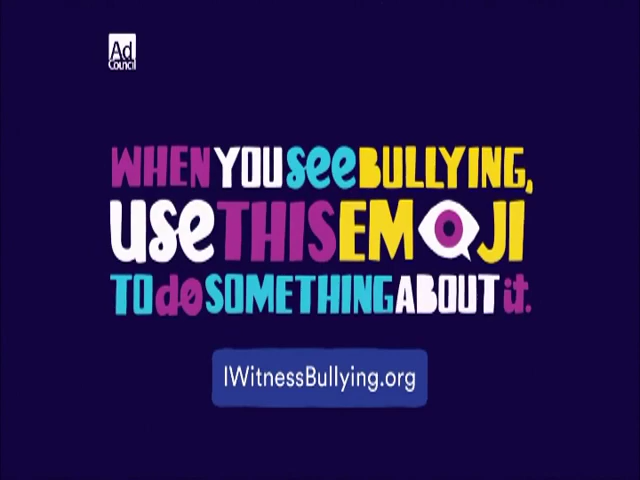 Ad
Council
WHEN YOU see BULLYING,
use THIS EMOJI
TO do SOMETHING ABOUT it.
IWitnessBullying.org